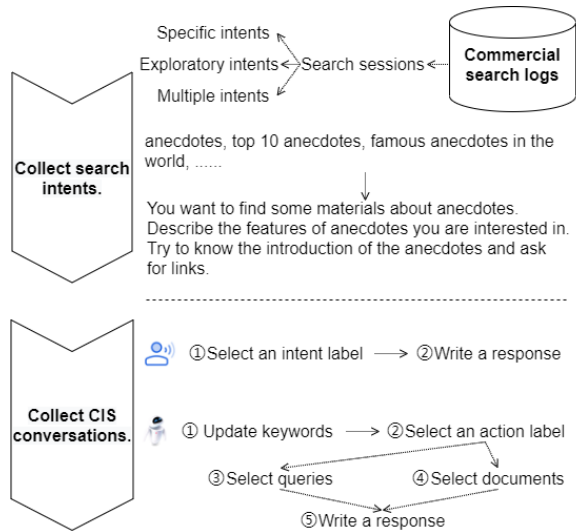 Specific intents
Exploratory intents
Search sessions
Multiple intents
Commercial
search logs
Collect search
intents.
anecdotes, top 10 anecdotes, famous anecdotes in the
world, ......
You want to find some materials about anecdotes.
Describe the features of anecdotes you are interested in.
Try to know the introduction of the anecdotes and ask
for links.
Collect CIS
conversations.
①Select an intent label
②Write a response
① Update keywords
②Select an action label
③Select queries
④Select documents
⑤Write a response